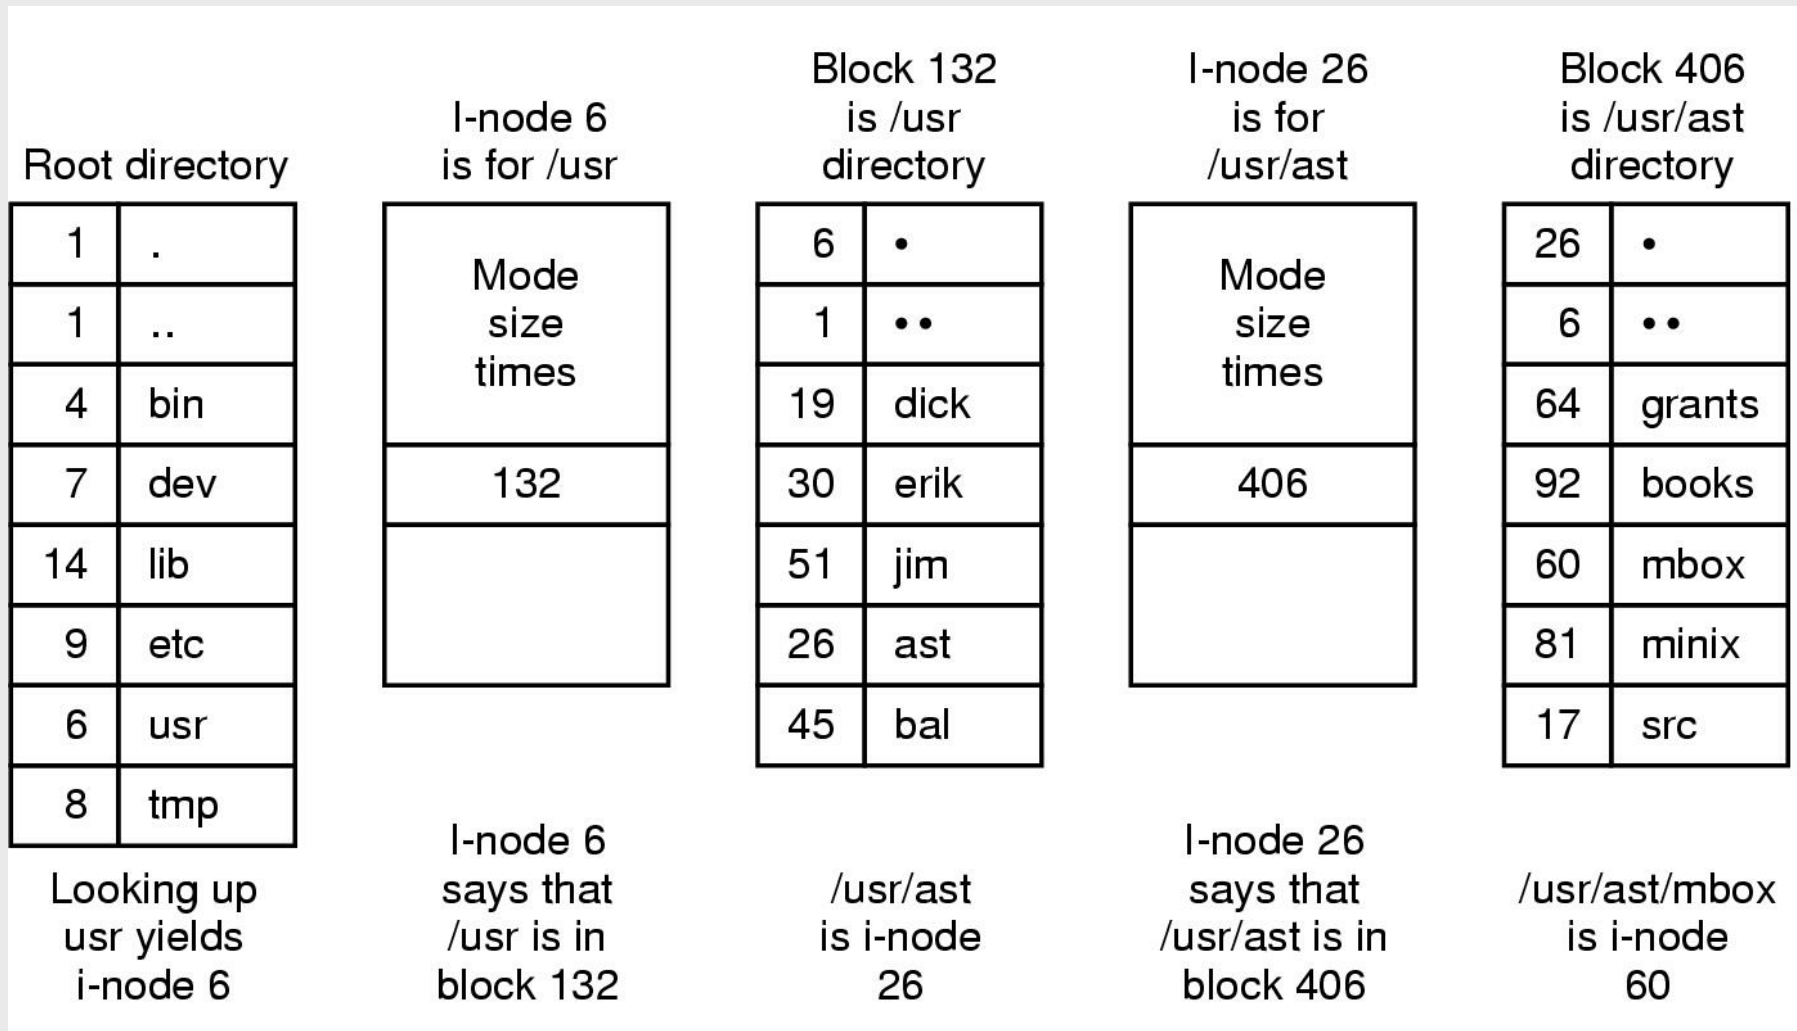 Root directory
1 .
1 ..
4 bin
7 dev
14 lib
9 etc
6 usr
8 tmp
Looking up
usr yields
i-node 6
I-node 6
is for /usr
Mode
size
times
132
I-node 6
says that
/usr is in
block 132
Block 132
is /usr
directory
6 •
1 ••
19 dick
30 erik
51 jim
26 ast
45 bal
/usr/ast
is i-node
26
I-node 26
is for
/usr/ast
Mode
size
times
406
I-node 26
says that
/usr/ast is in
block 406
Block 406
is /usr/ast
directory
26 •
6 ••
64 grants
92 books
60 mbox
81 minix
17 src
/usr/ast/mbox
is i-node
60